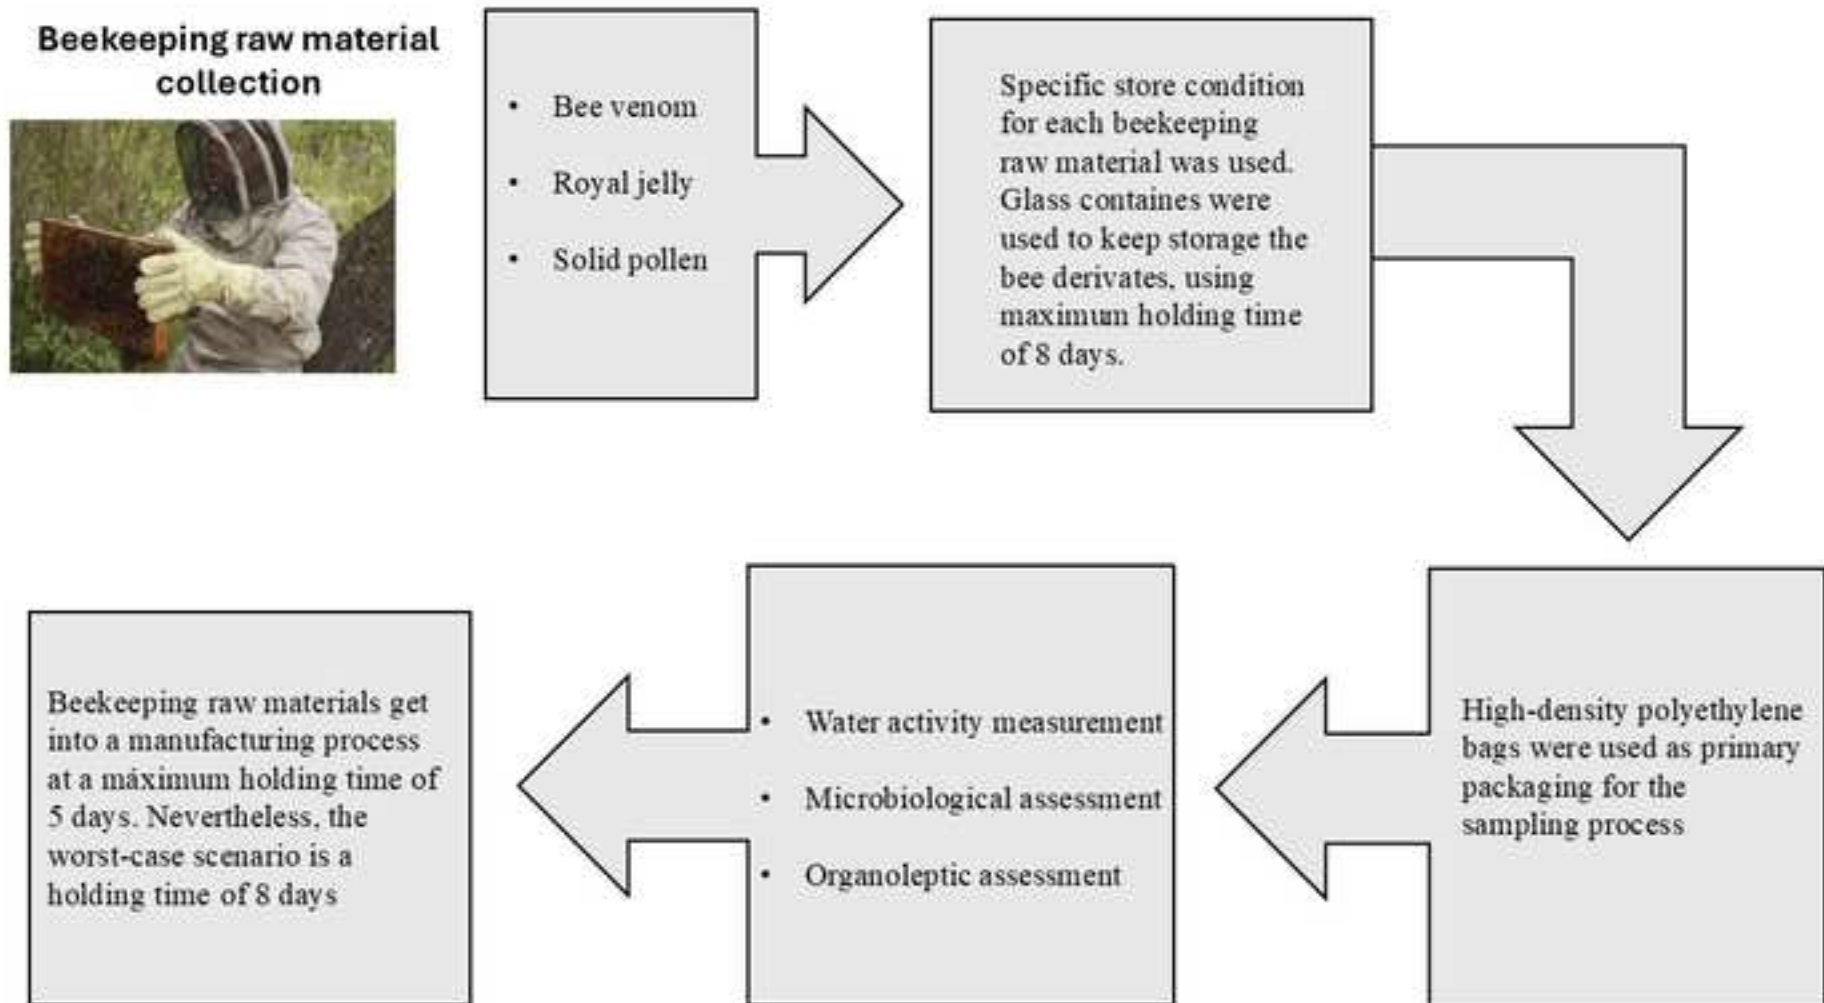 Beekeeping raw material
collection
• Bee venom
• Royal jelly
• Solid pollen
Specific store condition
for each beekeeping
raw material was used.
Glass containes were
used to keep storage the
bee derivates, using
maximum holding time
of 8 days.
High-density polyethylene
bags were used as primary
packaging for the
sampling process
• Water activity measurement
• Microbiological assessment
• Organoleptic assessment
Beekeeping raw materials get
into a manufacturing process
at a máximum holding time of
5 days. Nevertheless, the
worst-case scenario is a
holding time of 8 days